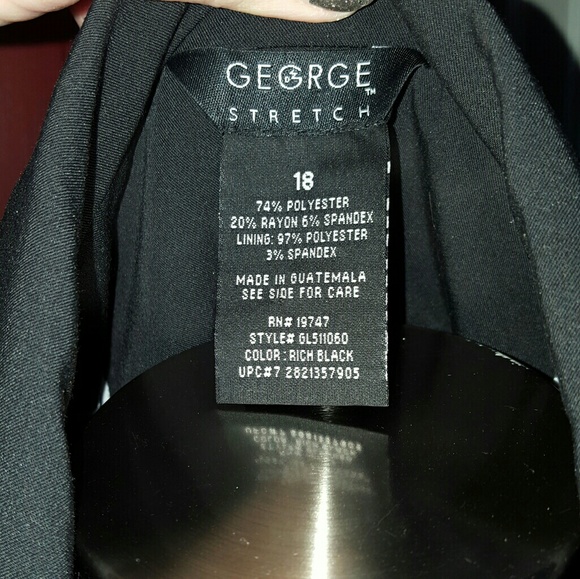 GEORGE™
STRETCH
18
74% POLYESTER
20% RAYON 6% SPANDEX
LINING: 97% POLYESTER
3% SPANDEX
MADE IN GUATEMALA
SEE SIDE FOR CARE
RN# 19747
STYLE# GL511060
COLOR: RICH BLACK
UPC#7 2821357905